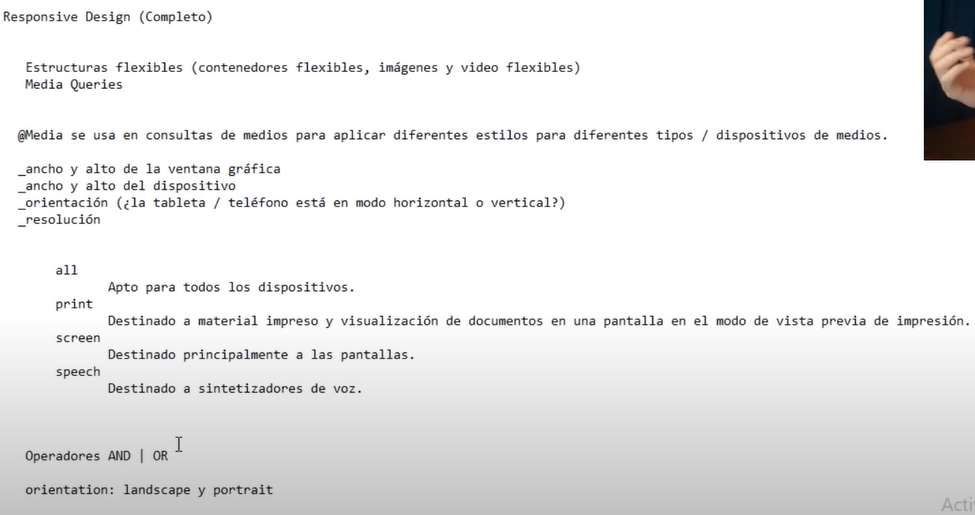 Responsive Design (Completo)
Estructuras flexibles (contenedores flexibles, imágenes y video flexibles)
Media Queries
@Media se usa en consultas de medios para aplicar diferentes estilos para diferentes tipos / dispositivos de medios.
_ancho y alto de la ventana gráfica
_ancho y alto del dispositivo
_orientación (¿la tableta / teléfono está en modo horizontal o vertical?)
_resolución
all
Apto para todos los dispositivos.
print
Destinado a material impreso y visualización de documentos en una pantalla en el modo de vista previa de impresión.
screen
Destinado principalmente a las pantallas.
speech
Destinado a sintetizadores de voz.
Operadores AND | OR
orientation: landscape y portrait